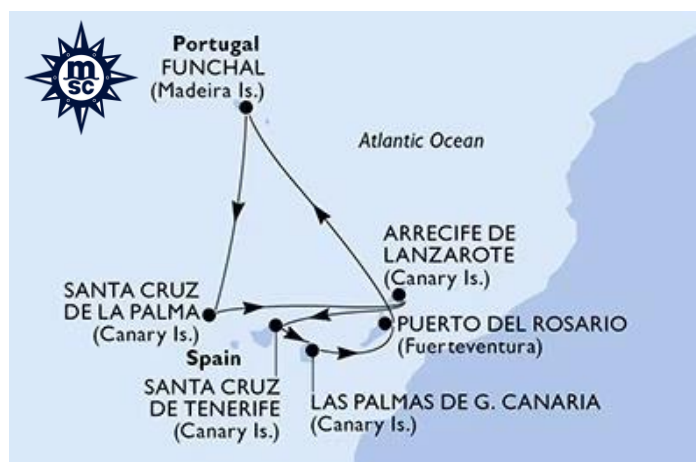 msc
Portugal
FUNCHAL
(Madeira Is.)
Atlantic Ocean
ARRECIFE DE
LANZAROTE
(Canary Is.)
SANTA CRUZ
DE LA PALMA
(Canary Is.)
PUERTO DEL ROSARIO
(Fuerteventura)
Spain
SANTA CRUZ
DE TENERIFE
(Canary Is.)
LAS PALMAS DE G. CANARIA
(Canary Is.)